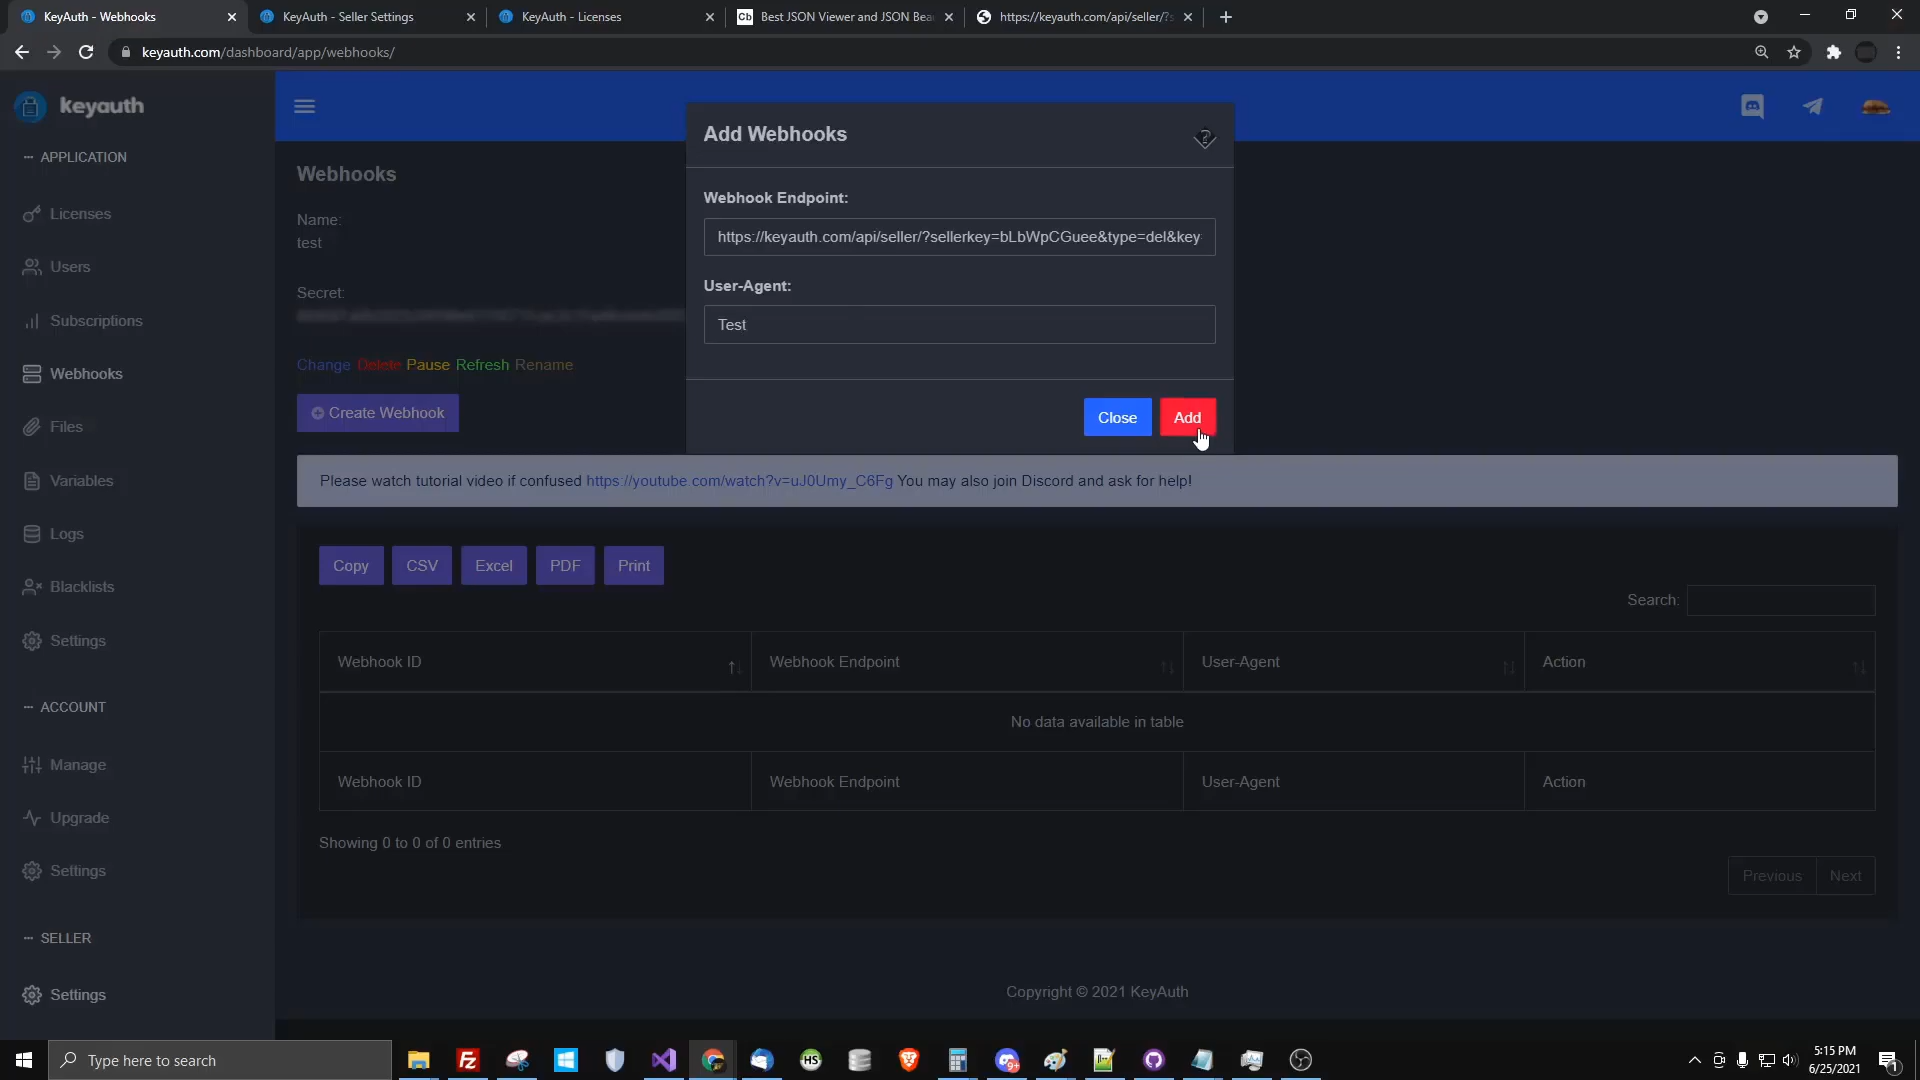 KeyAuth - Webhooks
KeyAuth - Seller Settings
KeyAuth - Licenses
Cb
Best JSON Viewer and JSON Bea
https://keyauth.com/api/seller/?s
keyauth.com/dashboard/app/webhooks/
keyauth
APPLICATION
Licenses
Users
Subscriptions
Webhooks
Files
Variables
Logs
Blacklists
Settings
ACCOUNT
Manage
Upgrade
Settings
SELLER
Settings
Webhooks
Name:
test
Secret:
Change Delete Pause Refresh Rename
Create Webhook
Add Webhooks
Webhook Endpoint:
https://keyauth.com/api/seller/?sellerkey=bLbWpCGuee&type=del&key
User-Agent:
Test
Close Add
Please watch tutorial video if confused https://youtube.com/watch?v=uJ0Umy_C6Fg You may also join Discord and ask for help!
Copy CSV Excel PDF Print
Search:
Webhook ID Webhook Endpoint User-Agent Action
No data available in table
Webhook ID Webhook Endpoint User-Agent Action
Showing 0 to 0 of 0 entries
Previous Next
Copyright © 2021 KeyAuth
Type here to search
HS
9+
5:15 PM
6/25/2021
1